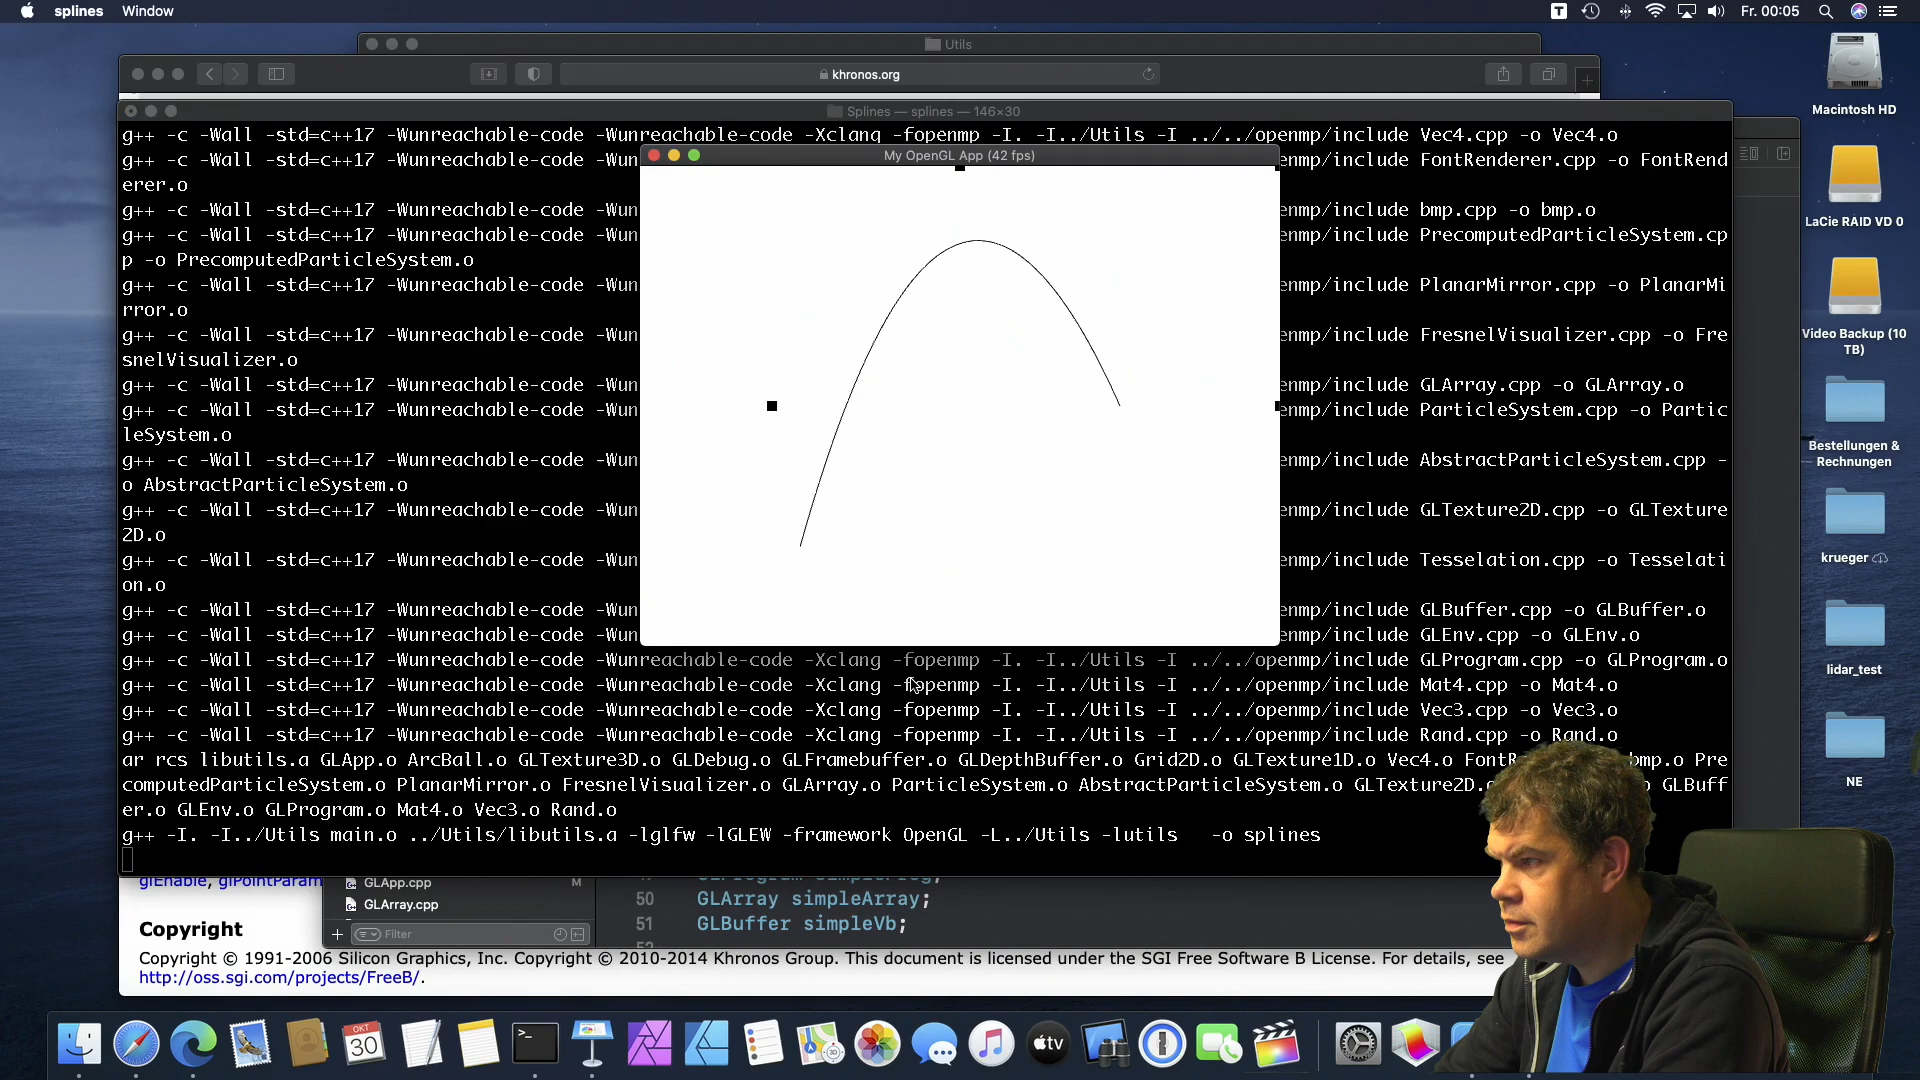 splines Window
T Fr. 00:05
Utils
khronos.org
Splines — splines — 146×30
g++ -c -Wall -std=c++17 -Wunreachable-code -Wunreachable-code -Xclang -fopenmp -I. -I../Utils -I ../../openmp/include Vec4.cpp -o Vec4.o
My OpenGL App (42 fps)
g++ -c -Wall -std=c++17 -Wunreachable-code -Wun enmp/include FontRenderer.cpp -o FontRend
erer.o
g++ -c -Wall -std=c++17 -Wunreachable-code -Wun enmp/include bmp.cpp -o bmp.o
g++ -c -Wall -std=c++17 -Wunreachable-code -Wun enmp/include PrecomputedParticleSystem.cp
p -o PrecomputedParticleSystem.o
g++ -c -Wall -std=c++17 -Wunreachable-code -Wun enmp/include PlanarMirror.cpp -o PlanarMi
rror.o
g++ -c -Wall -std=c++17 -Wunreachable-code -Wun enmp/include FresnelVisualizer.cpp -o Fre
snelVisualizer.o
g++ -c -Wall -std=c++17 -Wunreachable-code -Wun enmp/include GLArray.cpp -o GLArray.o
g++ -c -Wall -std=c++17 -Wunreachable-code -Wun enmp/include ParticleSystem.cpp -o Partic
leSystem.o
g++ -c -Wall -std=c++17 -Wunreachable-code -Wun enmp/include AbstractParticleSystem.cpp -
o AbstractParticleSystem.o
g++ -c -Wall -std=c++17 -Wunreachable-code -Wun enmp/include GLTexture2D.cpp -o GLTexture
2D.o
g++ -c -Wall -std=c++17 -Wunreachable-code -Wun enmp/include Tesselation.cpp -o Tesselati
on.o
g++ -c -Wall -std=c++17 -Wunreachable-code -Wun enmp/include GLBuffer.cpp -o GLBuffer.o
g++ -c -Wall -std=c++17 -Wunreachable-code -Wun enmp/include GLEnv.cpp -o GLEnv.o
g++ -c -Wall -std=c++17 -Wunreachable-code -Wunreachable-code -Xclang -fopenmp -I. -I../Utils -I ../../openmp/include GLProgram.cpp -o GLProgram.o
g++ -c -Wall -std=c++17 -Wunreachable-code -Wunreachable-code -Xclang -fopenmp -I. -I../Utils -I ../../openmp/include Mat4.cpp -o Mat4.o
g++ -c -Wall -std=c++17 -Wunreachable-code -Wunreachable-code -Xclang -fopenmp -I. -I../Utils -I ../../openmp/include Vec3.cpp -o Vec3.o
g++ -c -Wall -std=c++17 -Wunreachable-code -Wunreachable-code -Xclang -fopenmp -I. -I../Utils -I ../../openmp/include Rand.cpp -o Rand.o
ar rcs libutils.a GLApp.o ArcBall.o GLTexture3D.o GLDebug.o GLFramebuffer.o GLDepthBuffer.o Grid2D.o GLTexture1D.o Vec4.o bmp.o Pre
computedParticleSystem.o PlanarMirror.o FresnelVisualizer.o GLArray.o ParticleSystem.o AbstractParticleSystem.o GLTexture2D. GLBuff
er.o GLEnv.o GLProgram.o Mat4.o Vec3.o Rand.o
g++ -I. -I../Utils main.o ../Utils/libutils.a -lglfw -lGLEW -framework OpenGL -L../Utils -lutils -o splines
glEnable, glPointParam
GLApp.cpp M
GLArray.cpp
50 GLArray simpleArray;
51 GLBuffer simpleVb;
Filter
Copyright
Copyright © 1991-2006 Silicon Graphics, Inc. Copyright © 2010-2014 Khronos Group. This document is licensed under the SGI Free Software B License. For details, see
http://oss.sgi.com/projects/FreeB/.
Macintosh HD
LaCie RAID VD 0
Video Backup (10
TB)
Bestellungen &
Rechnungen
krueger
lidar_test
NE
OKT
30
tv